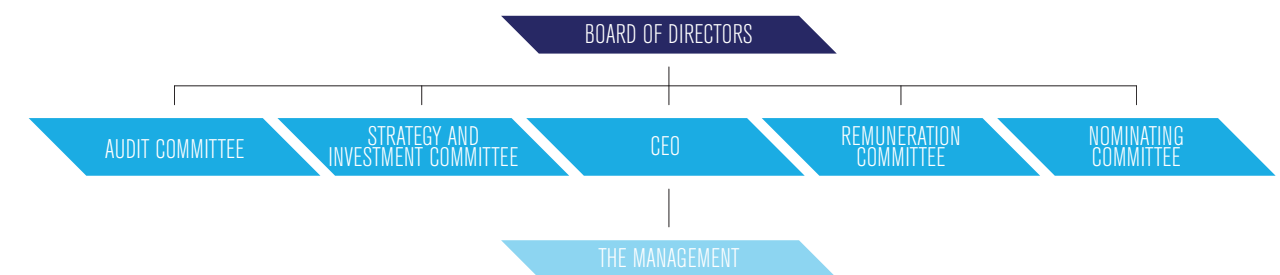 BOARD OF DIRECTORS
AUDIT COMMITTEE
STRATEGY AND
INVESTMENT COMMITTEE
CEO
REMUNERATION
COMMITTEE
NOMINATING
COMMITTEE
THE MANAGEMENT